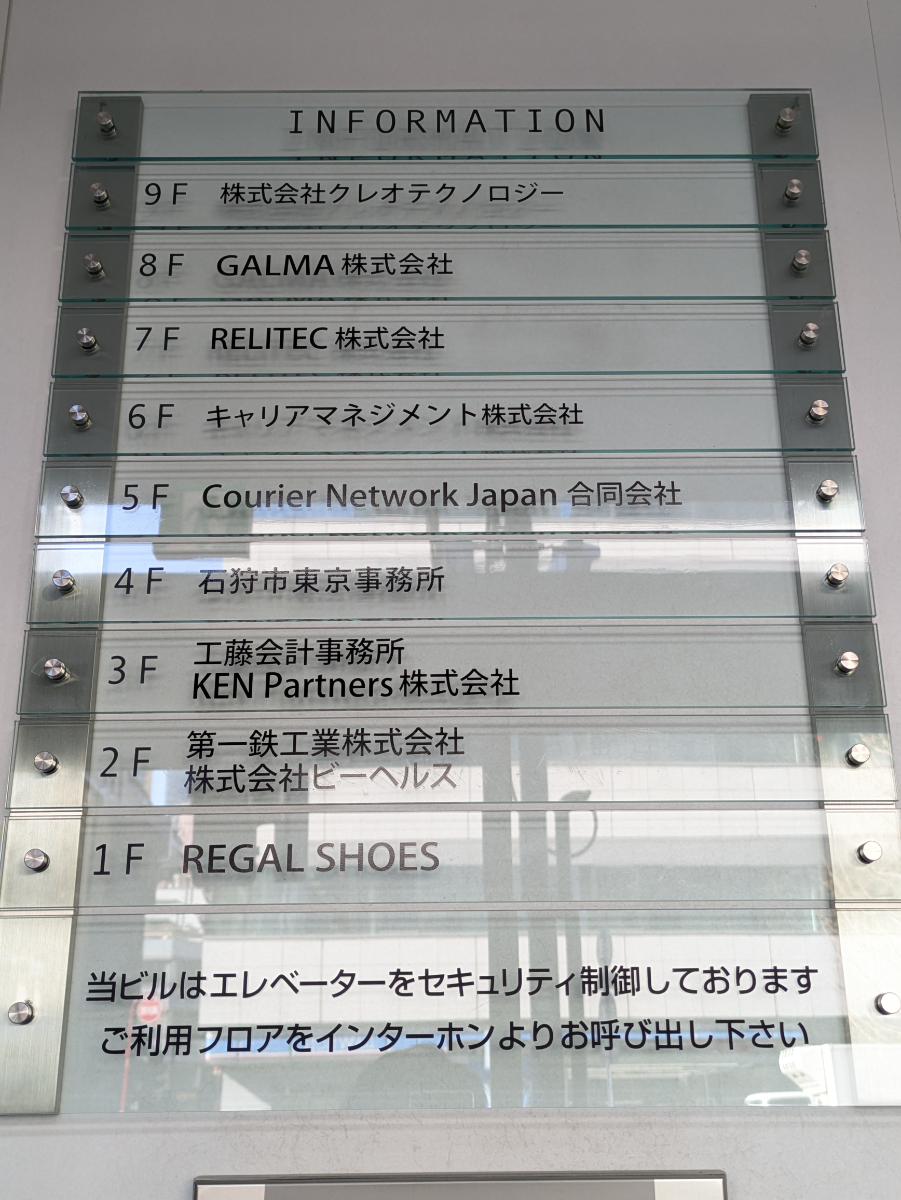 INFORMATION
9F 株式会社クレオテクノロジー
8F GALMA 株式会社
7F RELITEC 株式会社
6F キャリアマネジメント株式会社
5F Courier Network Japan 合同会社
4F 石狩市東京事務所
3F 工藤会計事務所
KEN Partners 株式会社
2F 第一鉄工業株式会社
株式会社ビーヘルス
1F REGAL SHOES
当ビルはエレベーターをセキュリティ制御しております
ご利用フロアをインターホンよりお呼び出し下さい